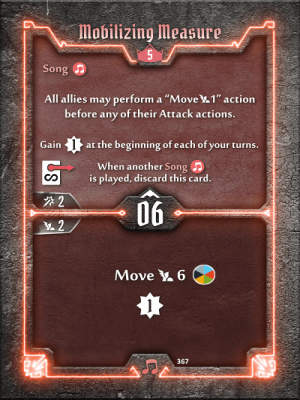 Mobilizing Measure
5
Song
All allies may perform a “Move 1” action
before any of their Attack actions.
Gain 1 at the beginning of each of your turns.
When another Song
is played, discard this card.
2
06
2
Move 6
1
367